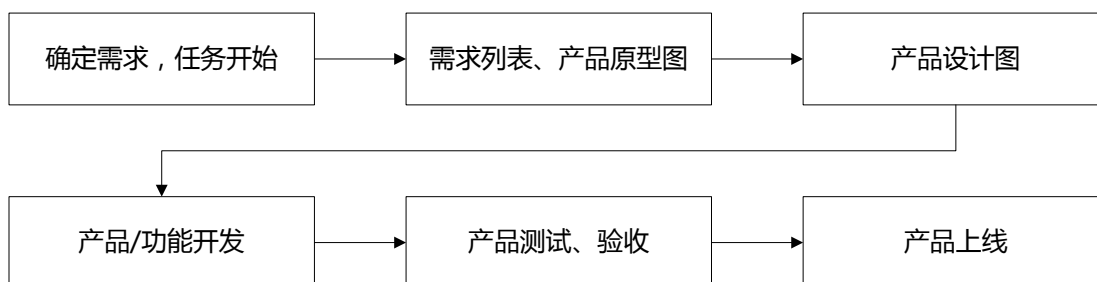 确定需求，任务开始
需求列表、产品原型图
产品设计图
产品/功能开发
产品测试、验收
产品上线